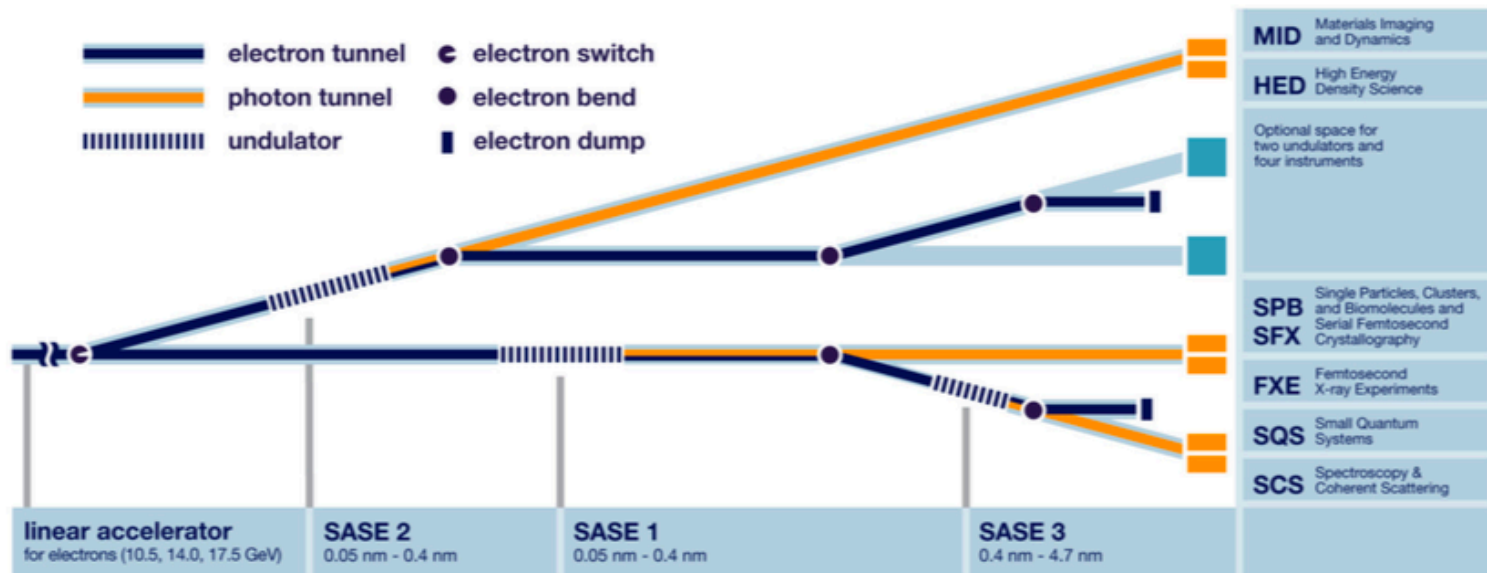 electron tunnel
electron switch
photon tunnel
electron bend
undulator
electron dump
MID
Materials Imaging
and Dynamics
HED
High Energy
Density Science
Optional space for
two undulators and
four instruments
SPB
SFX
Single Particles, Clusters,
and Biomolecules and
Serial Femtosecond
Crystallography
FXE
Femtosecond
X-ray Experiments
SQS
Small Quantum
Systems
SCS
Spectroscopy &
Coherent Scattering
linear accelerator
for electrons (10.5, 14.0, 17.5 GeV)
SASE 2
0.05 nm - 0.4 nm
SASE 1
0.05 nm - 0.4 nm
SASE 3
0.4 nm - 4.7 nm